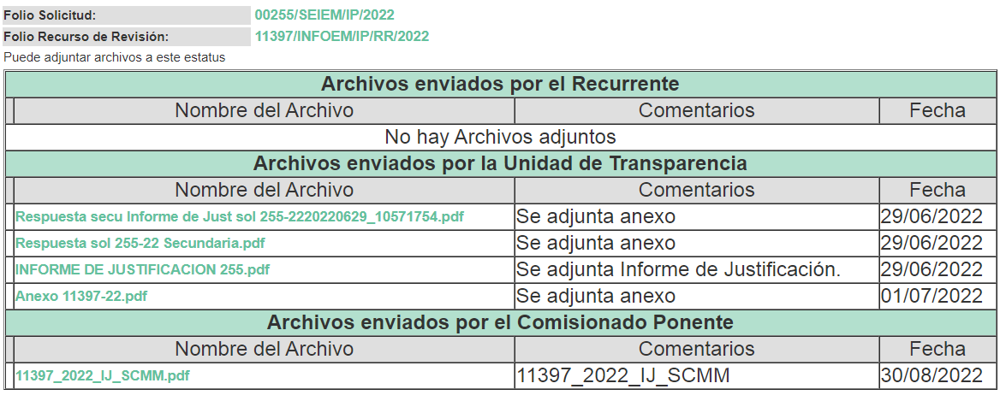 Folio Solicitud: 00255/SEIEM/IP/2022
Folio Recurso de Revisión: 11397/INFOEM/IP/RR/2022
Puede adjuntar archivos a este estatus
Archivos enviados por el Recurrente
Nombre del Archivo Comentarios Fecha
No hay Archivos adjuntos
Archivos enviados por la Unidad de Transparencia
Nombre del Archivo Comentarios Fecha
Respuesta secu Informe de Just sol 255-2220220629_10571754.pdf Se adjunta anexo 29/06/2022
Respuesta sol 255-22 Secundaria.pdf Se adjunta anexo 29/06/2022
INFORME DE JUSTIFICACION 255.pdf Se adjunta Informe de Justificación. 29/06/2022
Anexo 11397-22.pdf Se adjunta anexo 01/07/2022
Archivos enviados por el Comisionado Ponente
Nombre del Archivo Comentarios Fecha
11397_2022_IJ_SCMM.pdf 11397_2022_IJ_SCMM 30/08/2022